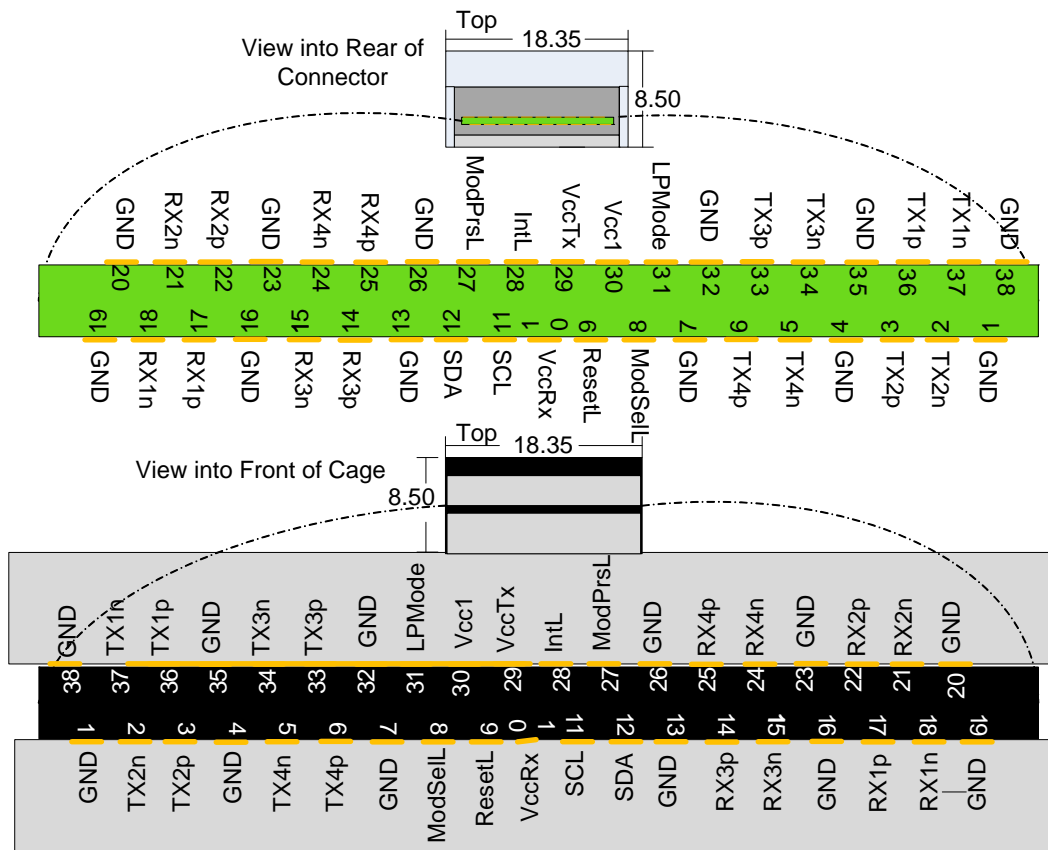 Top
18.35
View into Rear of
Connector
8.50
GND RX2n RX2p GND RX4n RX4p GND ModPrsL IntL VccTx Vcc1 LPMode GND TX3p TX3n GND TX1p TX1n GND
20 21 22 23 24 25 26 27 28 29 30 31 32 33 34 35 36 37 38
19 18 17 16 15 14 13 12 11 10 9 8 7 6 5 4 3 2 1
GND RX1n RX1p GND RX3n RX3p GND SDA SCL VccRx ResetL ModSelL GND TX4p TX4n GND TX2p TX2n GND
Top
18.35
View into Front of Cage
8.50
GND TX1n TX1p GND TX3n TX3p GND LPMode Vcc1 VccTx IntL ModPrsL GND RX4p RX4n GND RX2p RX2n GND
38 37 36 35 34 33 32 31 30 29 28 27 26 25 24 23 22 21 20
1 2 3 4 5 6 7 8 9 10 11 12 13 14 15 16 17 18 19
GND TX2n TX2p GND TX4n TX4p GND ModSelL ResetL VccRx SCL SDA GND RX3p RX3n GND RX1p RX1n GND